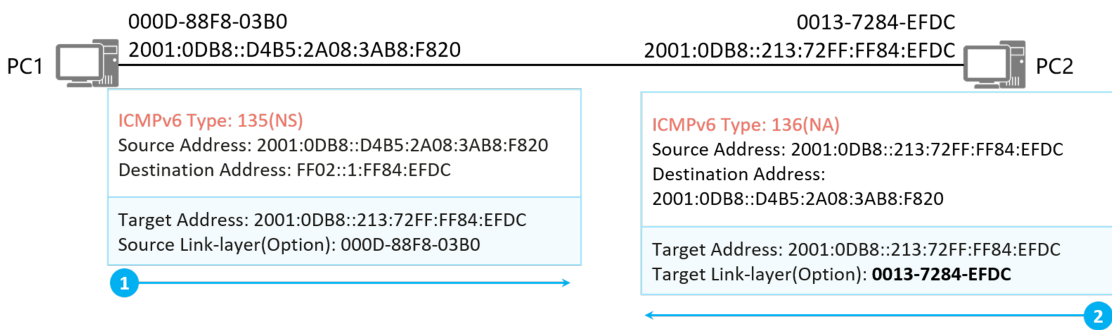 000D-88F8-03B0
2001:0DB8::D4B5:2A08:3AB8:F820
PC1
0013-7284-EFDC
2001:0DB8::213:72FF:FF84:EFDC
PC2
ICMPv6 Type: 135(NS)
Source Address: 2001:0DB8::D4B5:2A08:3AB8:F820
Destination Address: FF02::1:FF84:EFDC
Target Address: 2001:0DB8::213:72FF:FF84:EFDC
Source Link-layer(Option): 000D-88F8-03B0
1
ICMPv6 Type: 136(NA)
Source Address: 2001:0DB8::213:72FF:FF84:EFDC
Destination Address:
2001:0DB8::D4B5:2A08:3AB8:F820
Target Address: 2001:0DB8::213:72FF:FF84:EFDC
Target Link-layer(Option): 0013-7284-EFDC
2